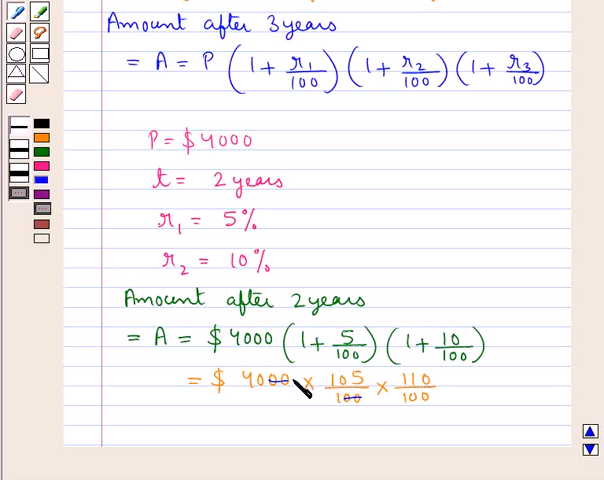 Amount after 3 years
= A = P (1 + r₁/100) (1 + r₂/100) (1 + r₃/100)
P = $ 4000
t = 2 years
r₁ = 5%
r₂ = 10%
Amount after 2 years
= A = $ 4000 (1 + 5/100) (1 + 10/100)
= $ 4000 × 105/100 × 110/100